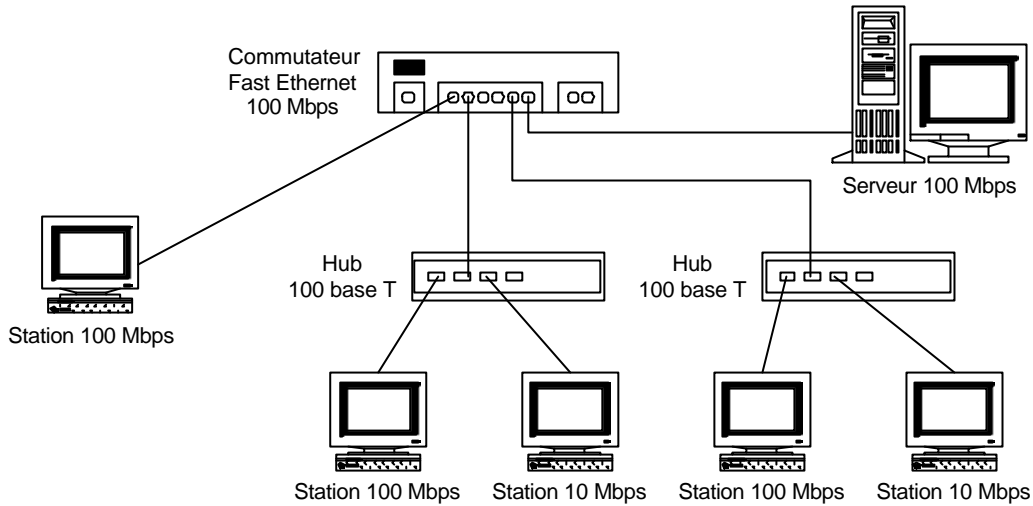 Commutateur
Fast Ethernet
100 Mbps
Serveur 100 Mbps
Hub
100 base T
Hub
100 base T
Station 100 Mbps
Station 100 Mbps
Station 10 Mbps
Station 100 Mbps
Station 10 Mbps